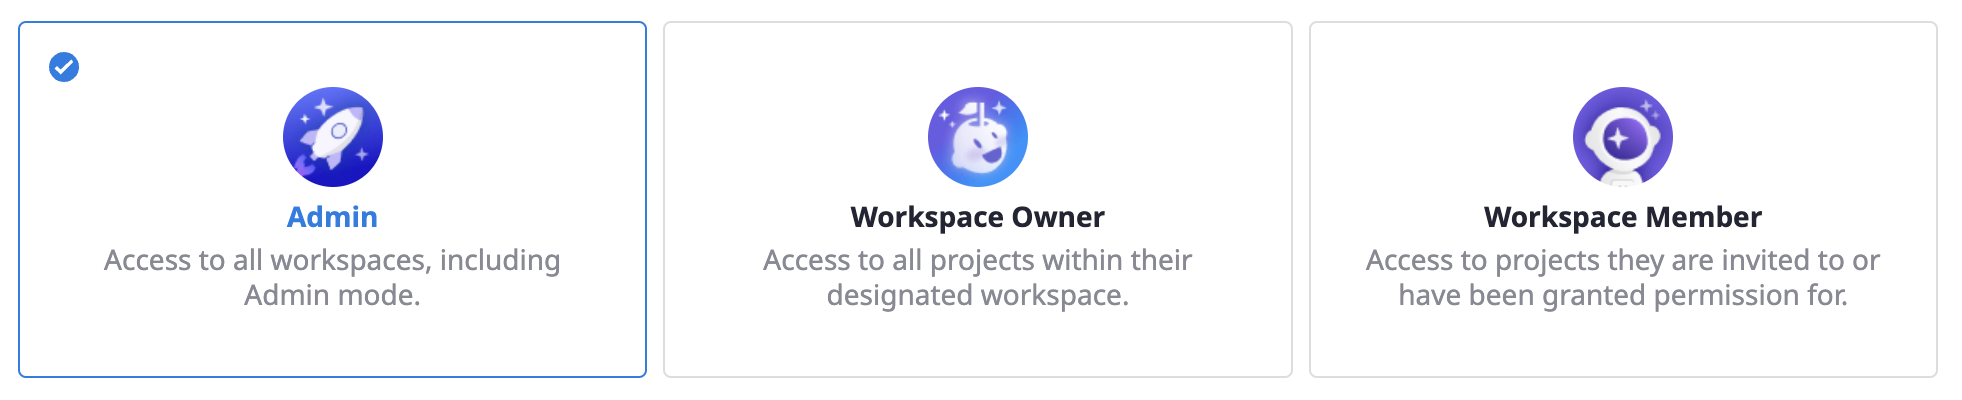 Admin
Access to all workspaces, including
Admin mode.
Workspace Owner
Access to all projects within their
designated workspace.
Workspace Member
Access to projects they are invited to or
have been granted permission for.